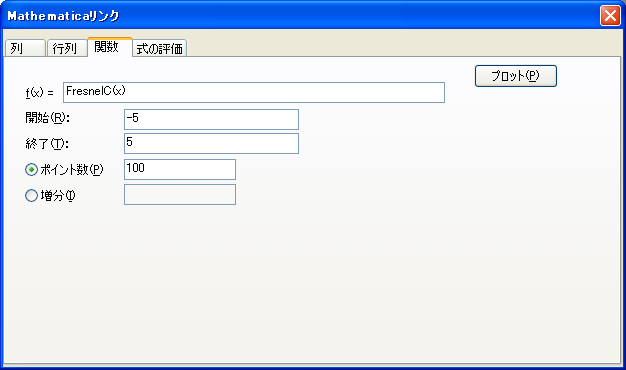 Mathematicaリンク
列 行列 関数 式の評価
プロット(P)
f(x) = FresnelC(x)
開始(R): -5
終了(T): 5
ポイント数(P) 100
増分(I)